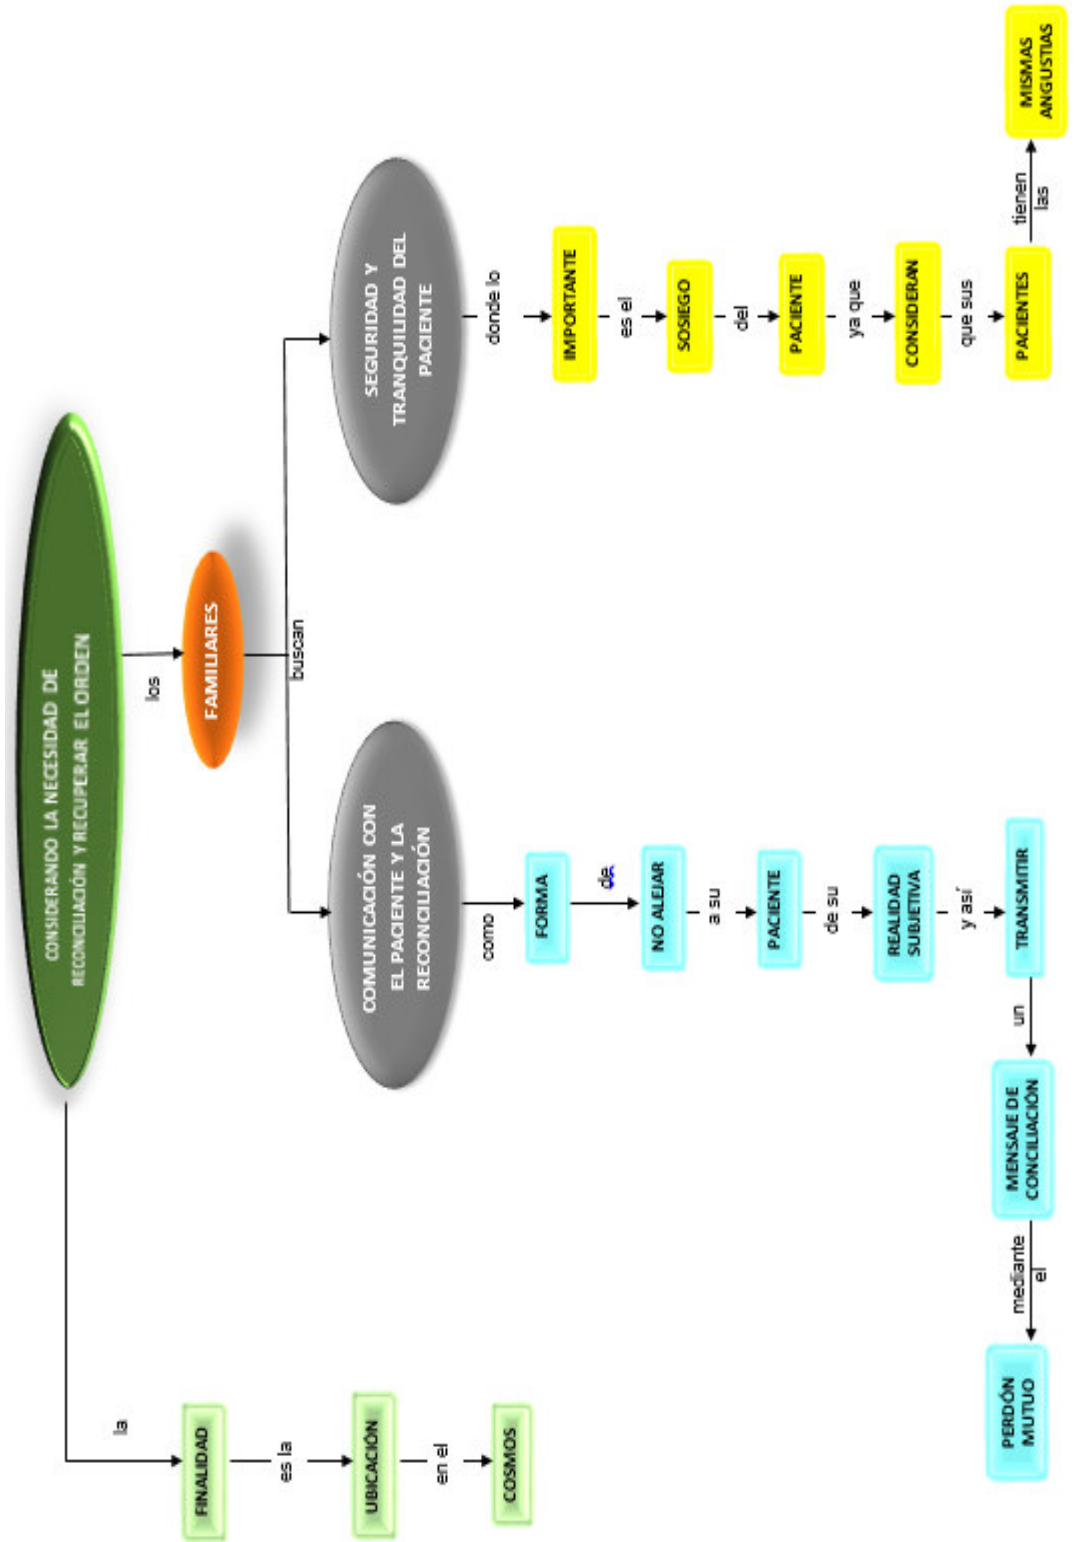 CONSIDERANDO LA NECESIDAD DE
RECONCILIACIÓN Y RECUPERAR EL ORDEN
la
FINALIDAD
es la
UBICACIÓN
en el
COSMOS
los
FAMILIARES
buscan
COMUNICACIÓN CON
EL PACIENTE Y LA
RECONCILIACIÓN
como
FORMA
de
NO ALEJAR
a su
PACIENTE
de su
REALIDAD
SUBJETIVA
y así
TRANSMITIR
un
MENSAJE DE
CONCILIACIÓN
mediante
el
PERDÓN
MUTUO
SEGURIDAD Y
TRANQUILIDAD DEL
PACIENTE
donde lo
IMPORTANTE
es el
SOSIEGO
del
PACIENTE
ya que
CONSIDERAN
que sus
PACIENTES
tienen
las
MISMAS
ANGUSTIAS